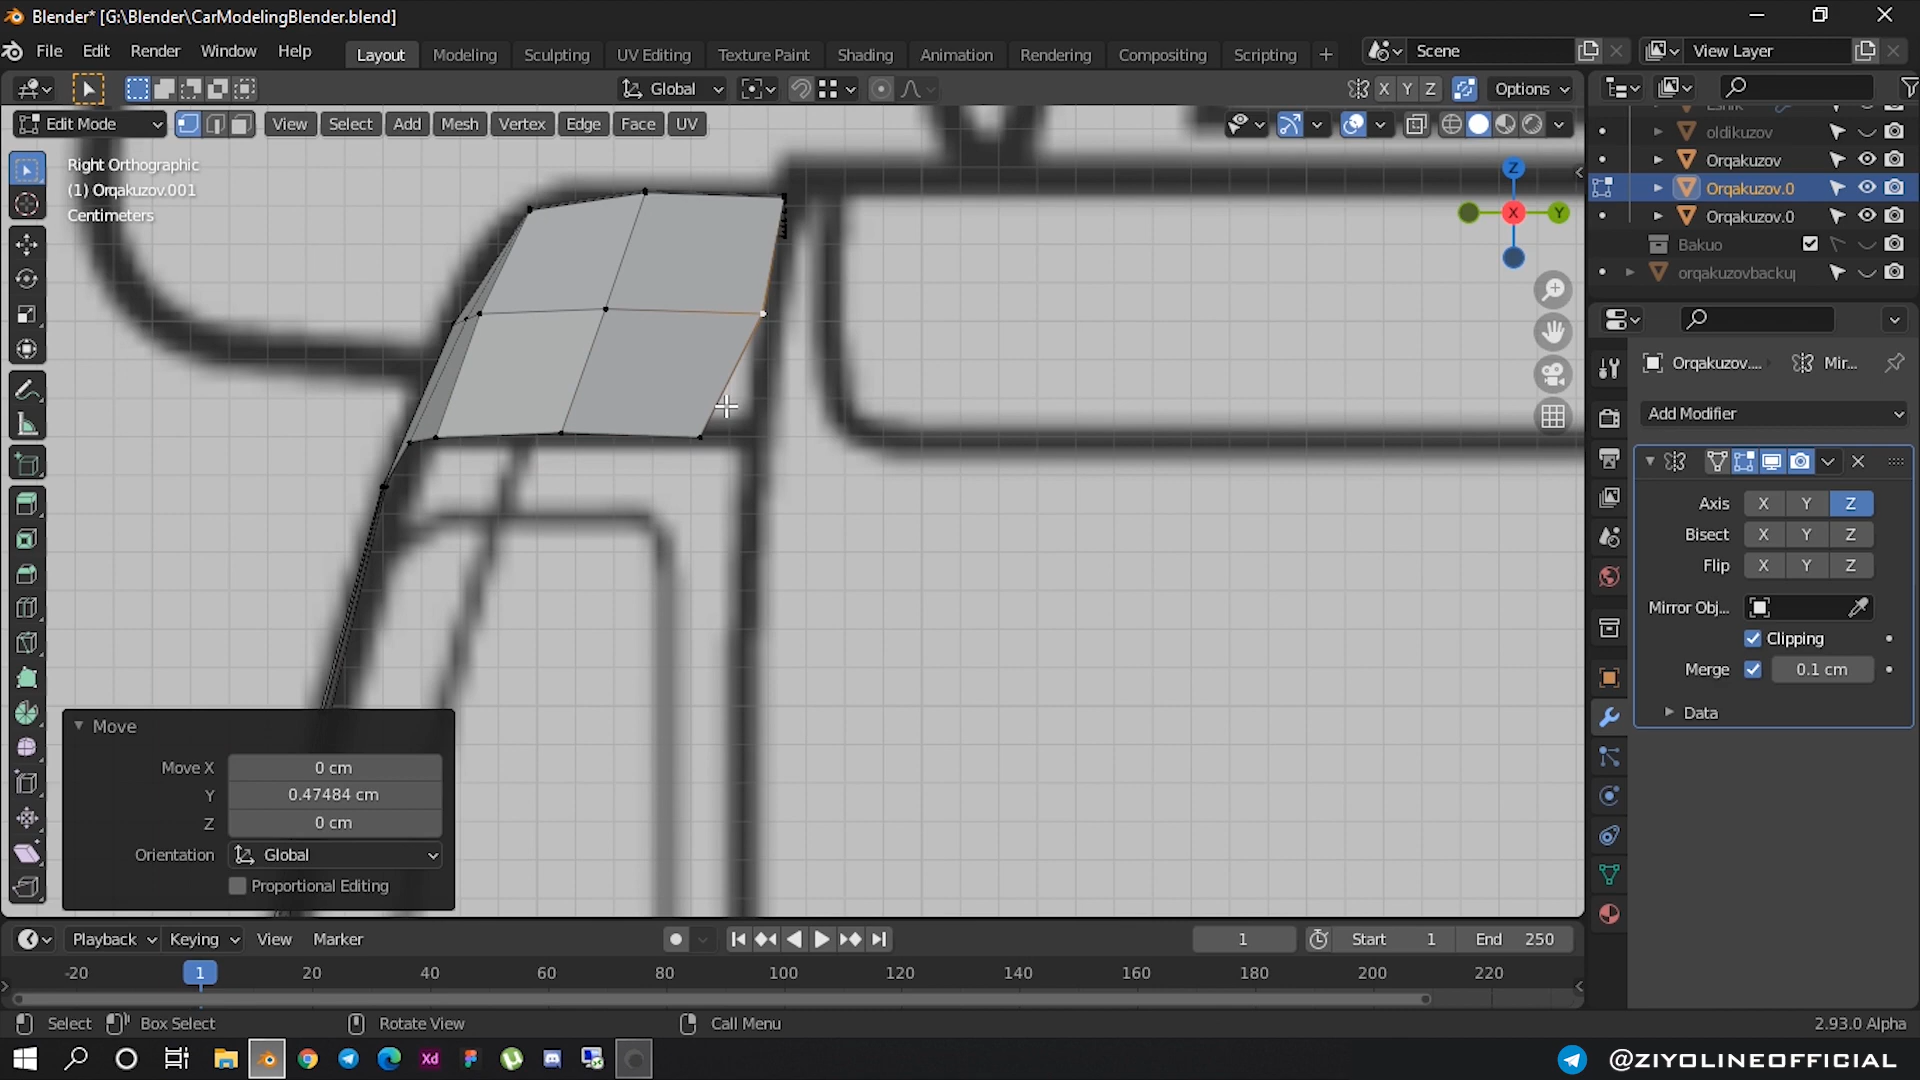 Blender* [G:\Blender\CarModelingBlender.blend]
File Edit Render Window Help
Layout Modeling Sculpting UV Editing Texture Paint Shading Animation Rendering Compositing Scripting +
Scene
View Layer
Global
X Y Z
Options
Edit Mode
View Select Add Mesh Vertex Edge Face UV
Right Orthographic
(1) Orqakuzov.001
Centimeters
Z
X
Y
oldikuzov
Orqakuzov
Orqakuzov.0
Orqakuzov.0
Bakuo
orqakuzovbackup
Orqakuzov....
Mir...
Add Modifier
Axis X Y Z
Bisect X Y Z
Flip X Y Z
Mirror Obj...
Clipping
Merge 0.1 cm
Data
Move
Move X 0 cm
Y 0.47484 cm
Z 0 cm
Orientation Global
Proportional Editing
Playback Keying View Marker
1
Start 1
End 250
-20 1 20 40 60 80 100 120 140 160 180 200 220
Select
Box Select
Rotate View
Call Menu
2.93.0 Alpha
Xd
@ZIYOLINEOFFICIAL